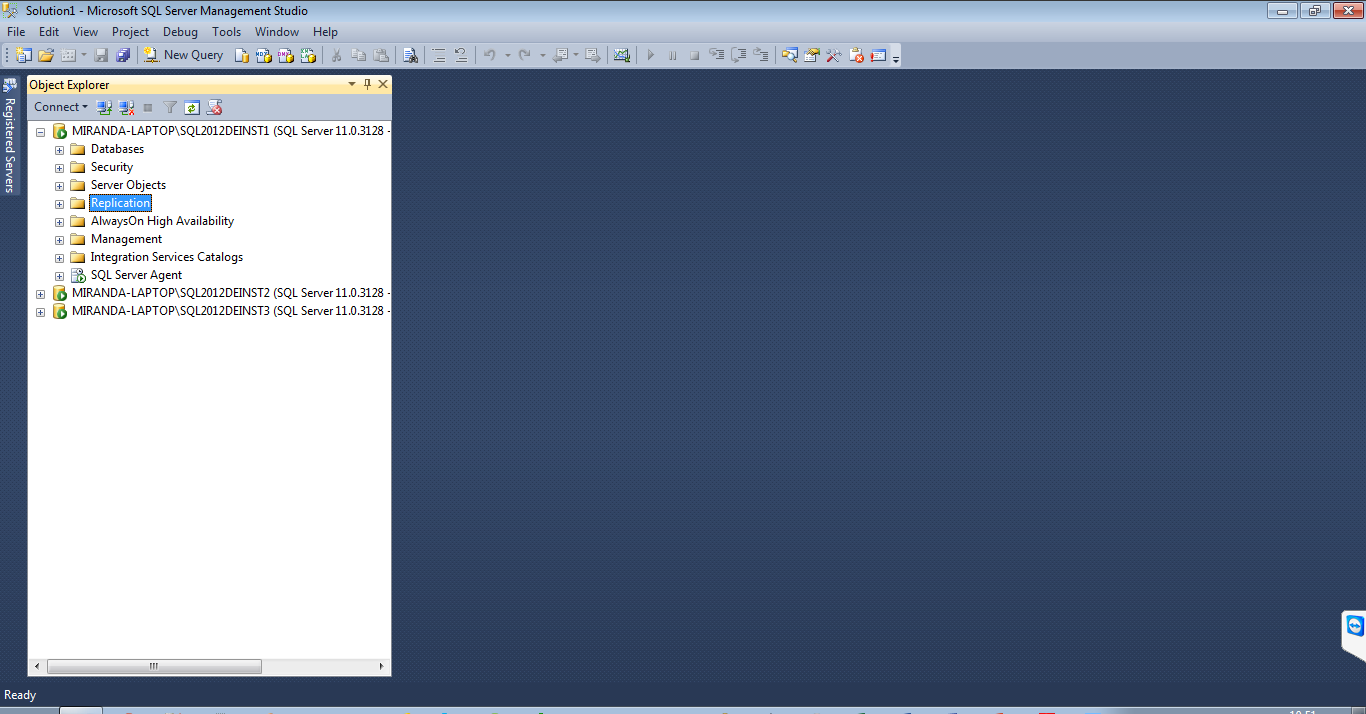 Solution1 - Microsoft SQL Server Management Studio
File Edit View Project Debug Tools Window Help
New Query
Registered Servers
Object Explorer
Connect
MIRANDA-LAPTOP\SQL2012DEINST1 (SQL Server 11.0.3128 -
Databases
Security
Server Objects
Replication
AlwaysOn High Availability
Management
Integration Services Catalogs
SQL Server Agent
MIRANDA-LAPTOP\SQL2012DEINST2 (SQL Server 11.0.3128 -
MIRANDA-LAPTOP\SQL2012DEINST3 (SQL Server 11.0.3128 -
Ready